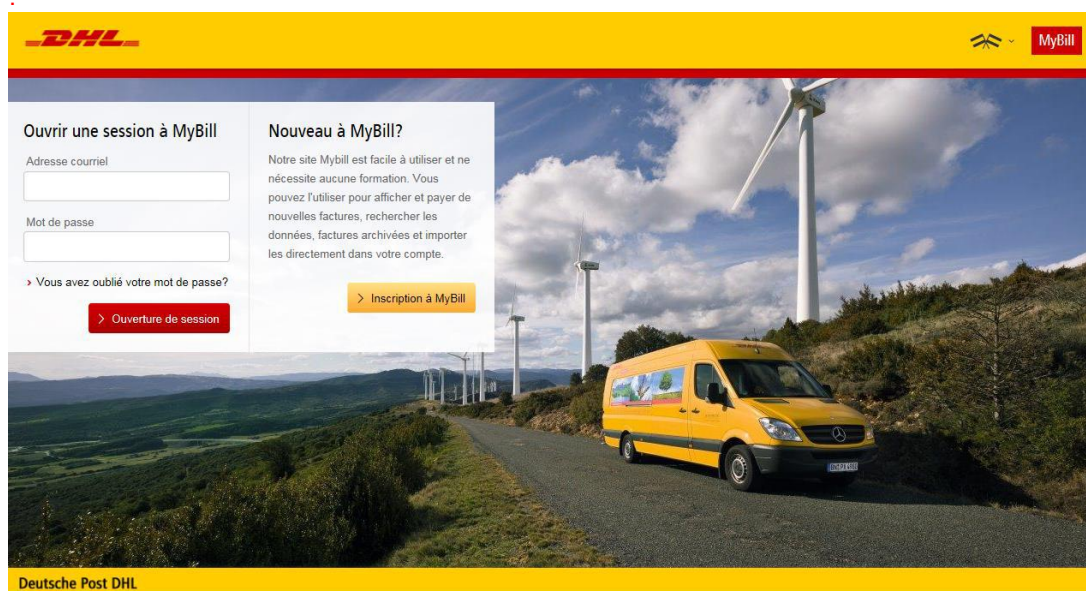 DHL
MyBill
Ouvrir une session à MyBill
Adresse courriel
Mot de passe
Vous avez oublié votre mot de passe?
Ouverture de session
Nouveau à MyBill?
Notre site Mybill est facile à utiliser et ne
nécessite aucune formation. Vous
pouvez l'utiliser pour afficher et payer de
nouvelles factures, rechercher les
données, factures archivées et importer
les directement dans votre compte.
Inscription à MyBill
Deutsche Post DHL